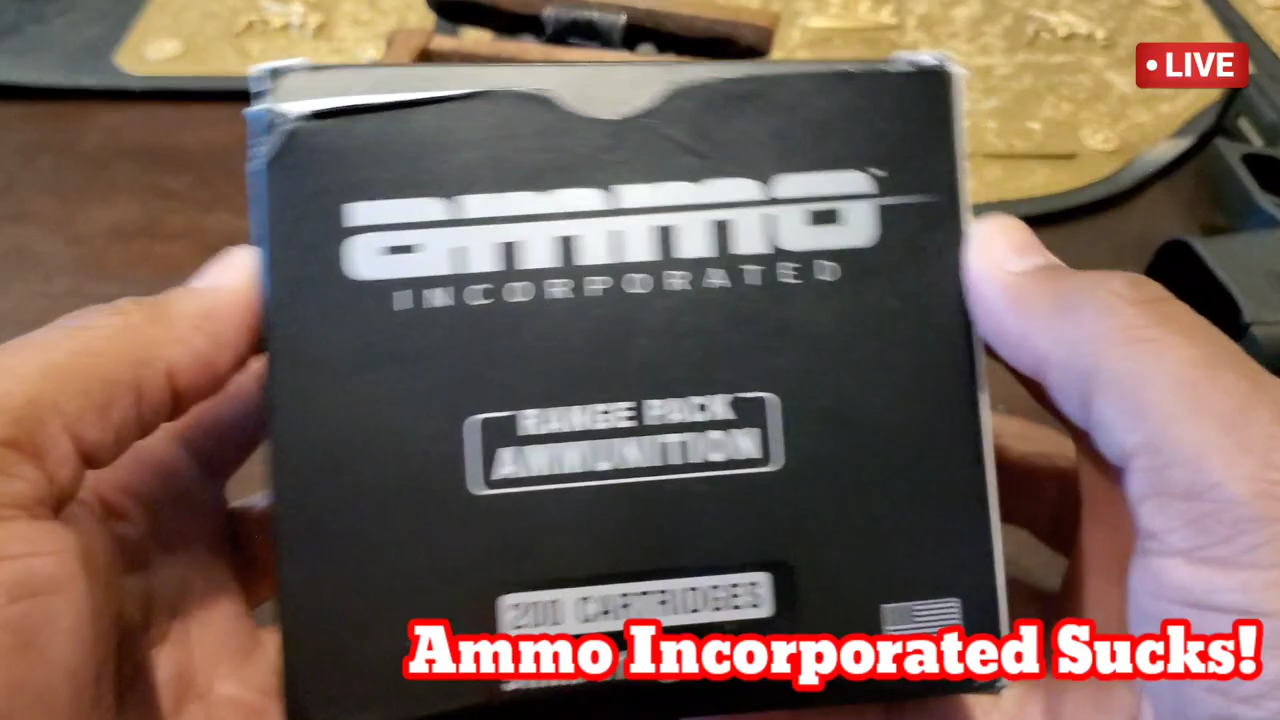 • LIVE
ammo
INCORPORATED
RANGE PACK
AMMUNITION
200 CARTRIDGES
Ammo Incorporated Sucks!